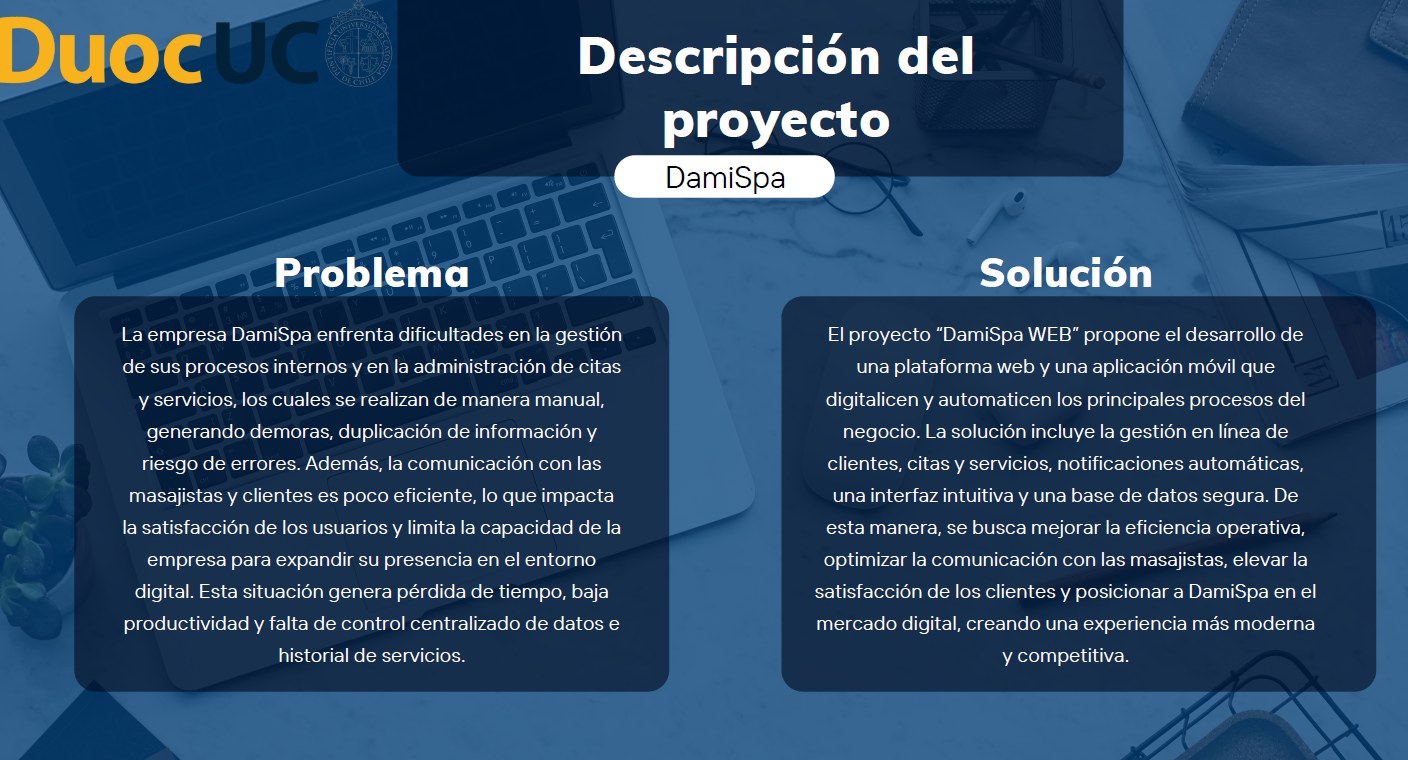 Duoc UC
Descripción del
proyecto
DamiSpa
Problema
La empresa DamiSpa enfrenta dificultades en la gestión
de sus procesos internos y en la administración de citas
y servicios, los cuales se realizan de manera manual,
generando demoras, duplicación de información y
riesgo de errores. Además, la comunicación con las
masajistas y clientes es poco eficiente, lo que impacta
la satisfacción de los usuarios y limita la capacidad de la
empresa para expandir su presencia en el entorno
digital. Esta situación genera pérdida de tiempo, baja
productividad y falta de control centralizado de datos e
historial de servicios.
Solución
El proyecto “DamiSpa WEB” propone el desarrollo de
una plataforma web y una aplicación móvil que
digitalicen y automaticen los principales procesos del
negocio. La solución incluye la gestión en línea de
clientes, citas y servicios, notificaciones automáticas,
una interfaz intuitiva y una base de datos segura. De
esta manera, se busca mejorar la eficiencia operativa,
optimizar la comunicación con las masajistas, elevar la
satisfacción de los clientes y posicionar a DamiSpa en el
mercado digital, creando una experiencia más moderna
y competitiva.